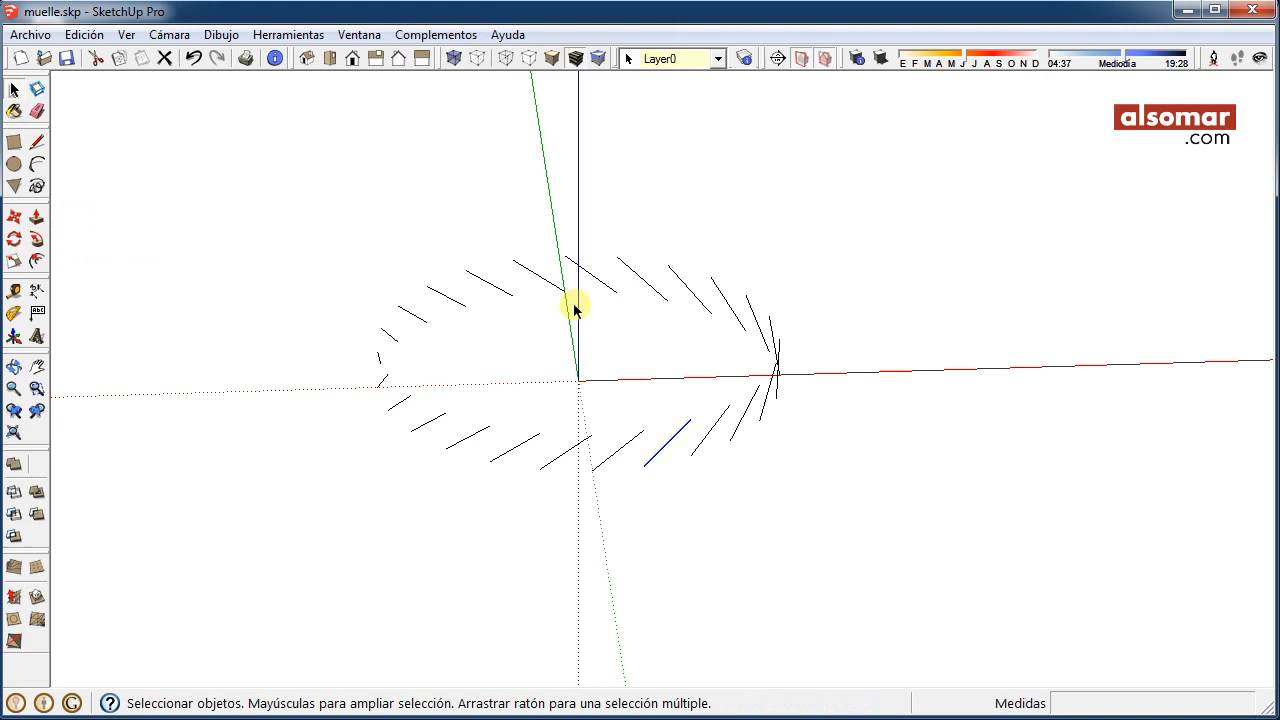 muelle.skp - SketchUp Pro
Archivo Edición Ver Cámara Dibujo Herramientas Ventana Complementos Ayuda
Layer0
E F M A M J J A S O N D
04:37 Mediodía 19:28
alsomar
.com
Abc
Seleccionar objetos. Mayúsculas para ampliar selección. Arrastrar ratón para una selección múltiple.
Medidas